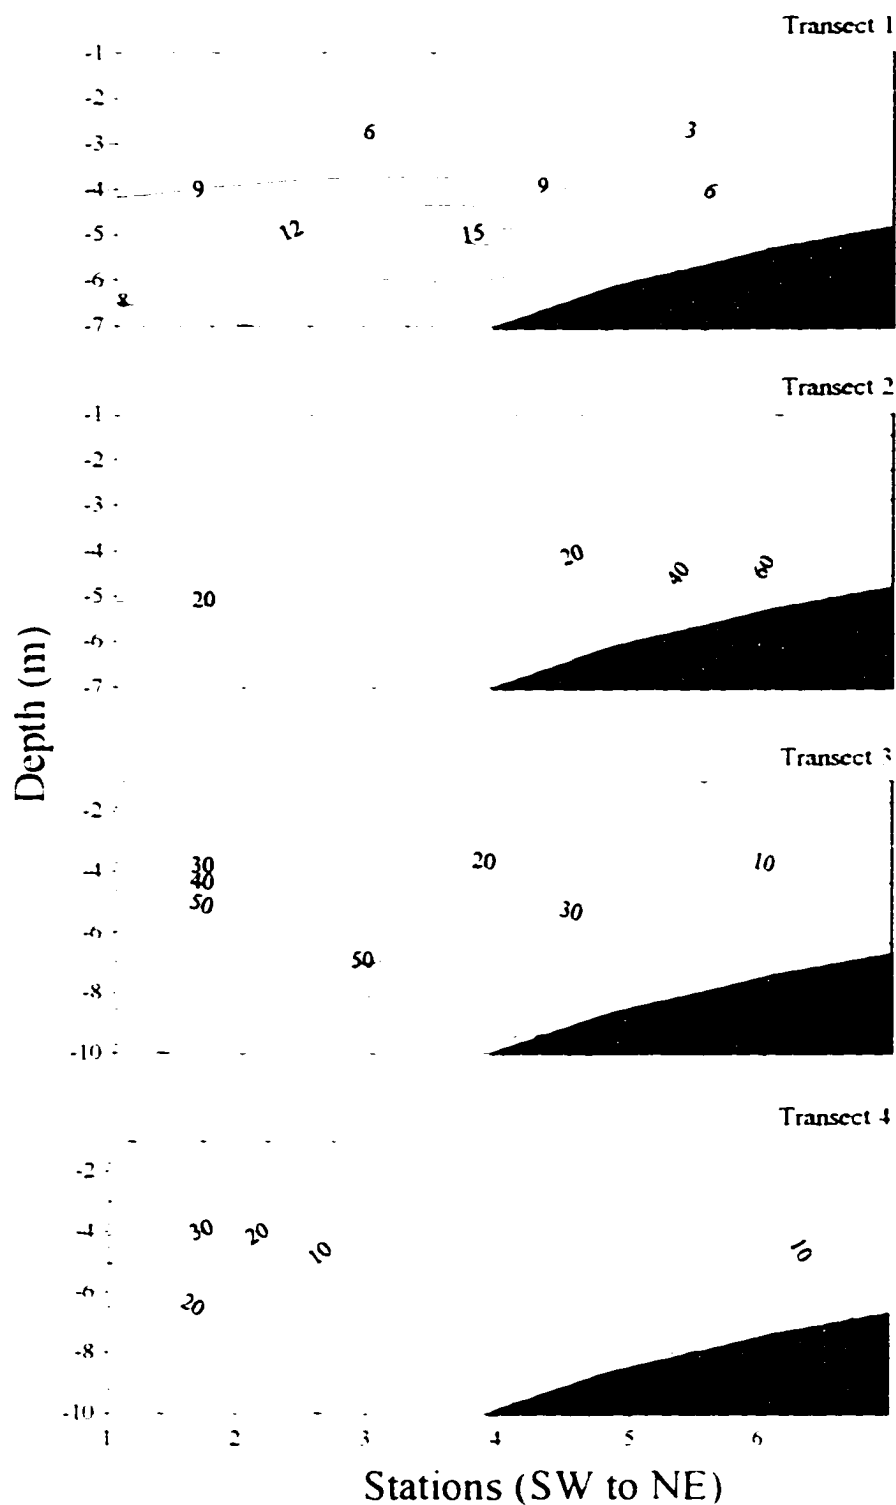 Transect 1
-1
-2
6 3
-3
-4 9 9 6
-5 12 15
-6
8
-7
Transect 2
-1
-2
-3
-4 20 40 60
-5 20
-6
-7
Depth (m)
Transect 3
-2
-4 30 20 10
40
50 30
-6
50
-8
-10
Transect 4
-2
-4 30 20 10 10
-6 20
-8
-10
1 2 3 4 5 6
Stations (SW to NE)